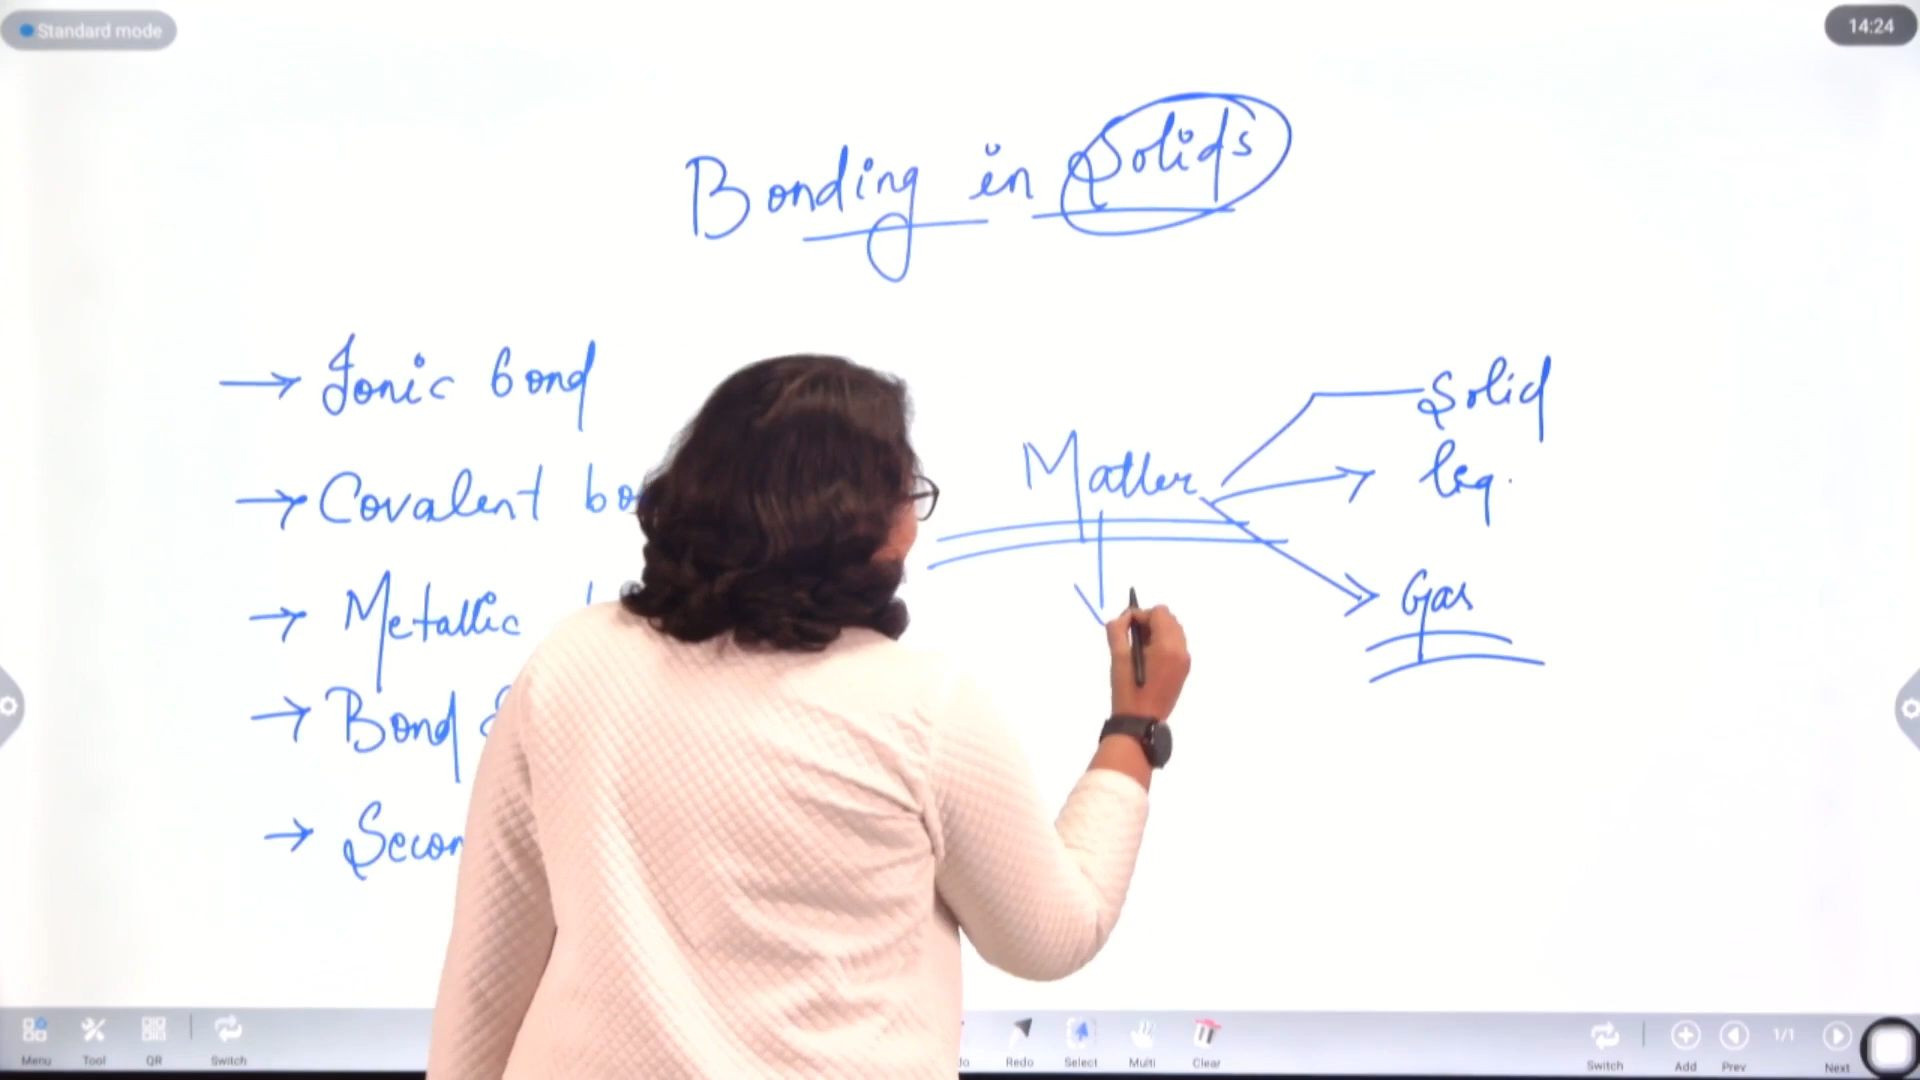 Standard mode
14:24
Bonding in Solids
→ Ionic bond
→ Covalent
→ Metallic
→ Bond
→
Matter
Solid
liq.
Gas
Menu Tool QR Switch Redo Select Multi Clear Switch Add Prev 1/1 Next